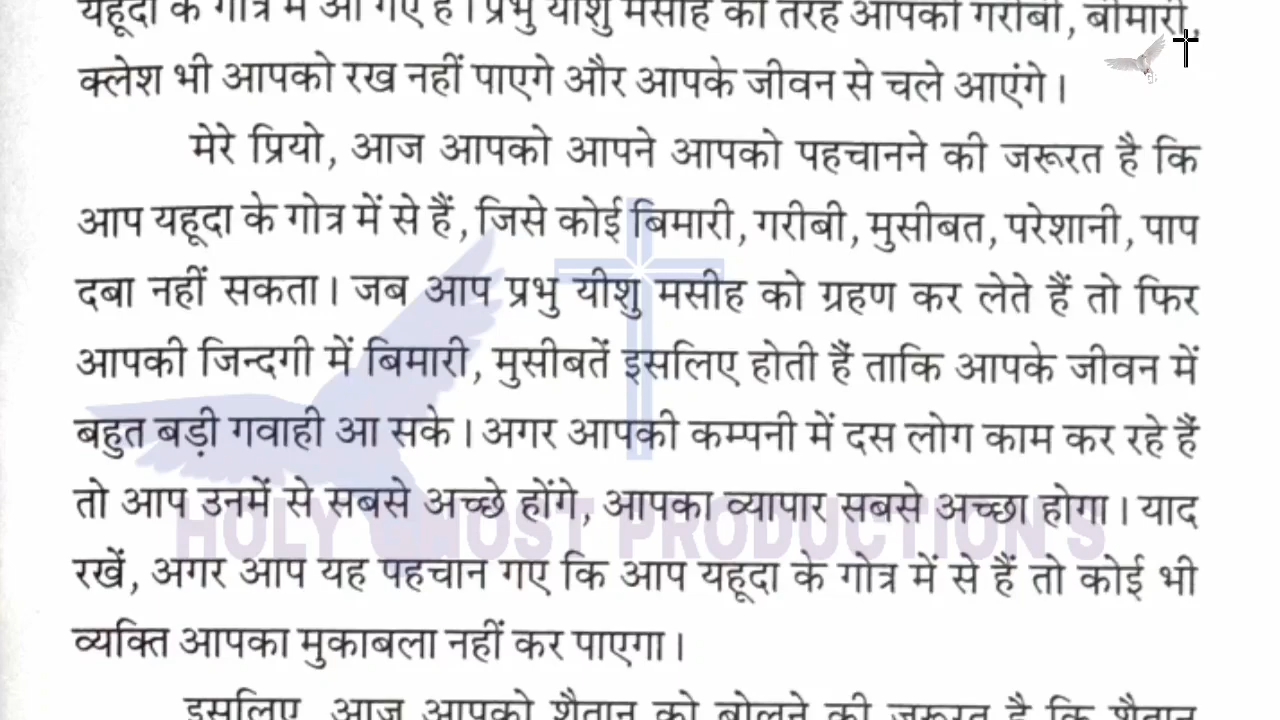 यहूदा के गोत्र में आ गए हैं। प्रभु यीशु मसीह की तरह आपको गरीबी, बीमारी,
क्लेश भी आपको रख नहीं पाएगे और आपके जीवन से चले आएंगे।
मेरे प्रियो, आज आपको आपने आपको पहचानने की जरूरत है कि
आप यहूदा के गोत्र में से हैं, जिसे कोई बिमारी, गरीबी, मुसीबत, परेशानी, पाप
दबा नहीं सकता। जब आप प्रभु यीशु मसीह को ग्रहण कर लेते हैं तो फिर
आपकी जिन्दगी में बिमारी, मुसीबतें इसलिए होती हैं ताकि आपके जीवन में
बहुत बड़ी गवाही आ सके। अगर आपकी कम्पनी में दस लोग काम कर रहे हैं
तो आप उनमें से सबसे अच्छे होंगे, आपका व्यापार सबसे अच्छा होगा। याद
HOLY GHOST PRODUCTION'S
रखें, अगर आप यह पहचान गए कि आप यहूदा के गोत्र में से हैं तो कोई भी
व्यक्ति आपका मुकाबला नहीं कर पाएगा।
इसलिए, आज आपको शैतान को बोलने की जरूरत है कि शैतान